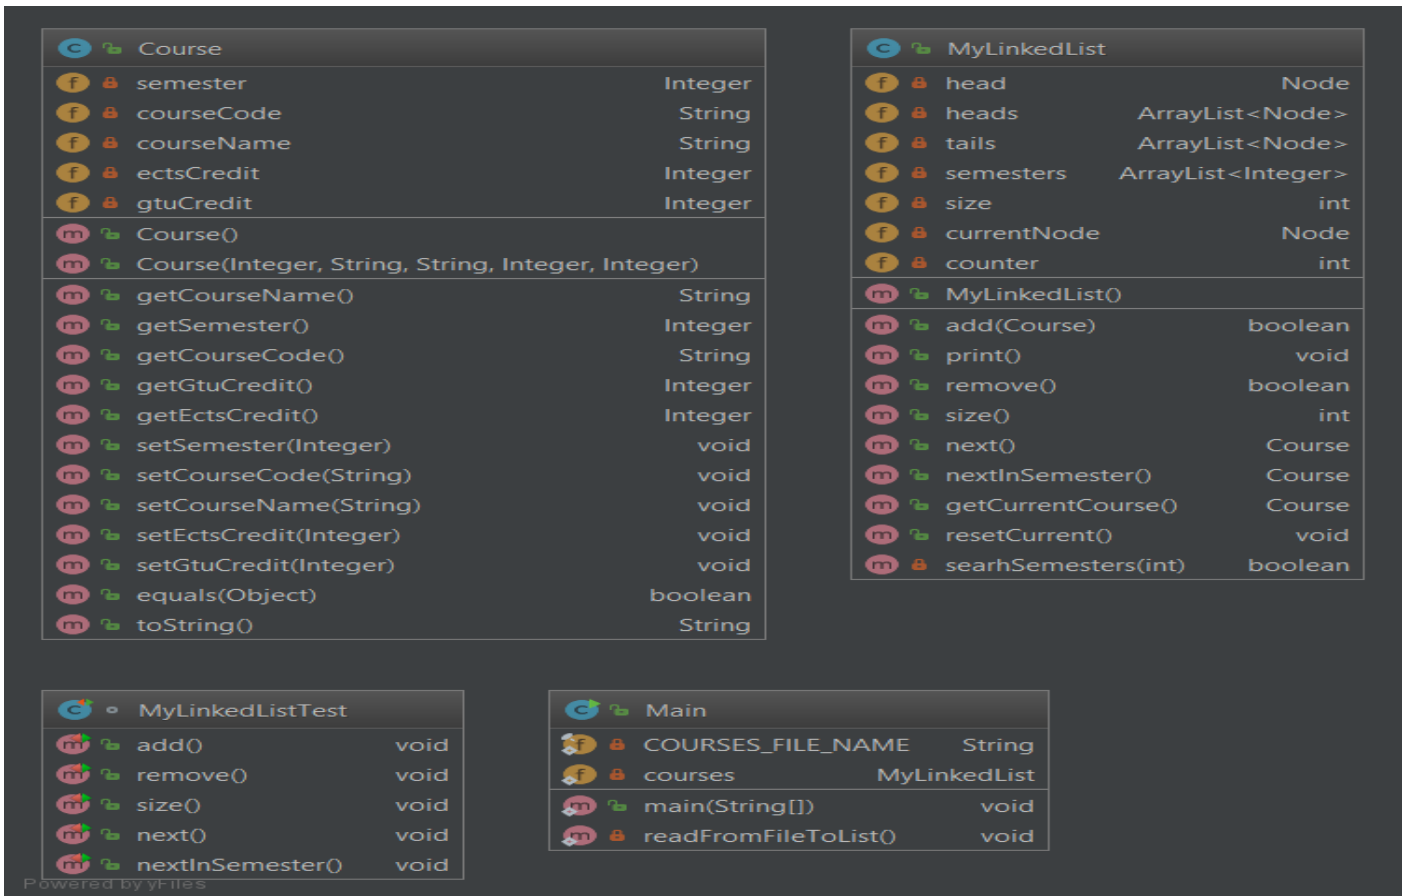 Course
semester Integer
courseCode String
courseName String
ectsCredit Integer
gtuCredit Integer
Course()
Course(Integer, String, String, Integer, Integer)
getCourseName() String
getSemester() Integer
getCourseCode() String
getGtuCredit() Integer
getEctsCredit() Integer
setSemester(Integer) void
setCourseCode(String) void
setCourseName(String) void
setEctsCredit(Integer) void
setGtuCredit(Integer) void
equals(Object) boolean
toString() String
MyLinkedList
head Node
heads ArrayList<Node>
tails ArrayList<Node>
semesters ArrayList<Integer>
size int
currentNode Node
counter int
MyLinkedList()
add(Course) boolean
print() void
remove() boolean
size() int
next() Course
nextInSemester() Course
getCurrentCourse() Course
resetCurrent() void
searhSemesters(int) boolean
MyLinkedListTest
add() void
remove() void
size() void
next() void
nextInSemester() void
Main
COURSES_FILE_NAME String
courses MyLinkedList
main(String[]) void
readFromFileToList() void
Powered by yFiles